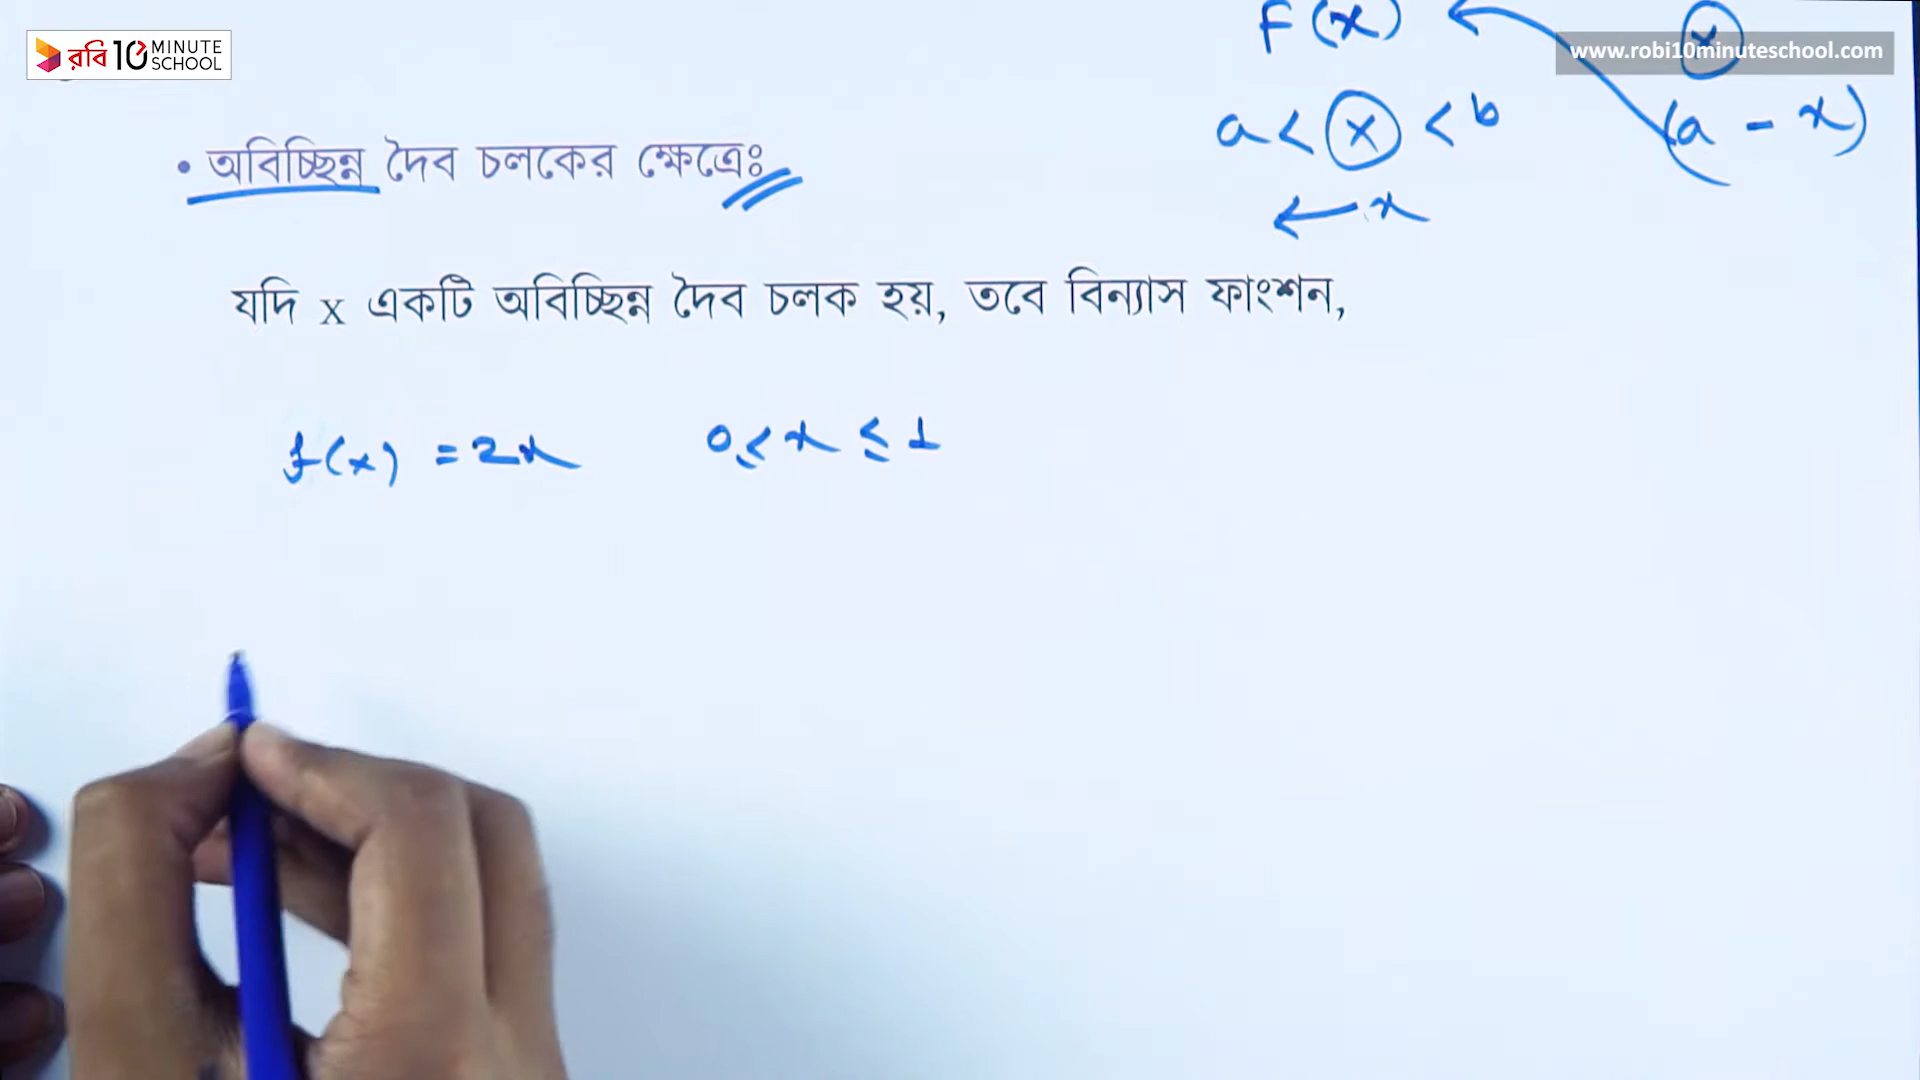 রবি 10 MINUTE SCHOOL
www.robi10minuteschool.com
F(x) x
a < x < b (a - x)
← x
• অবিচ্ছিন্ন দৈব চলকের ক্ষেত্রেঃ
যদি x একটি অবিচ্ছিন্ন দৈব চলক হয়, তবে বিন্যাস ফাংশন,
f(x) = 2x 0 ≤ x ≤ 1